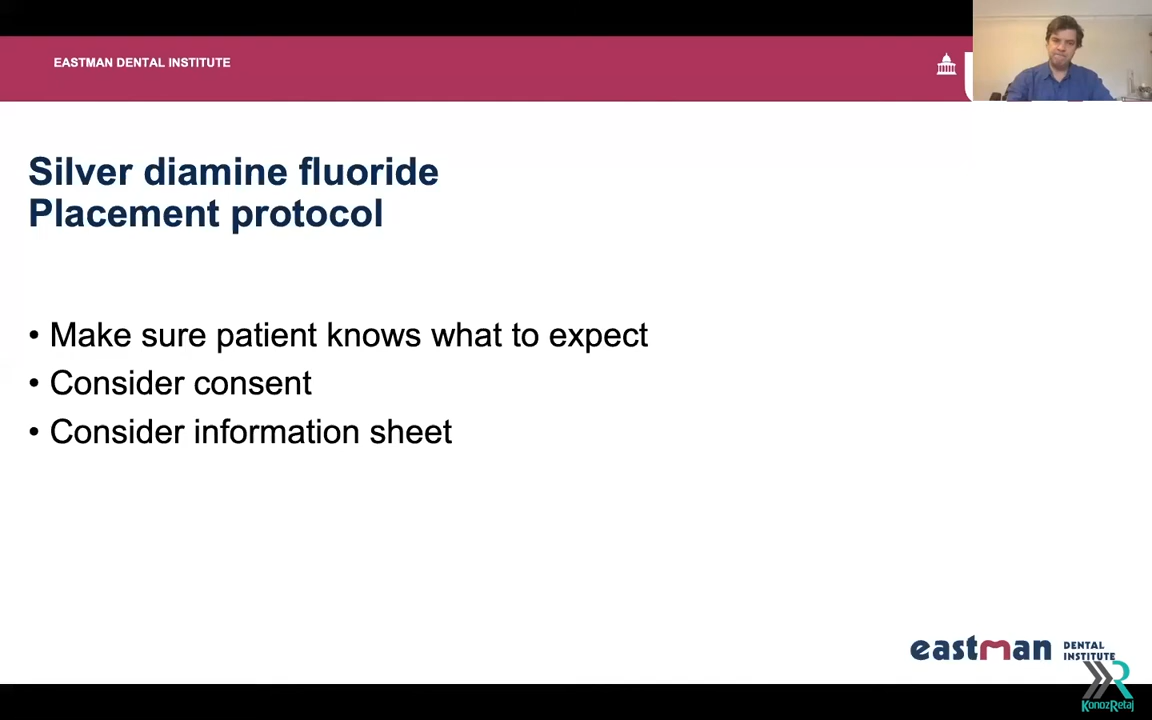 EASTMAN DENTAL INSTITUTE
Silver diamine fluoride
Placement protocol
• Make sure patient knows what to expect
• Consider consent
• Consider information sheet
eastman DENTAL
INSTITUTE
KonozRetaj